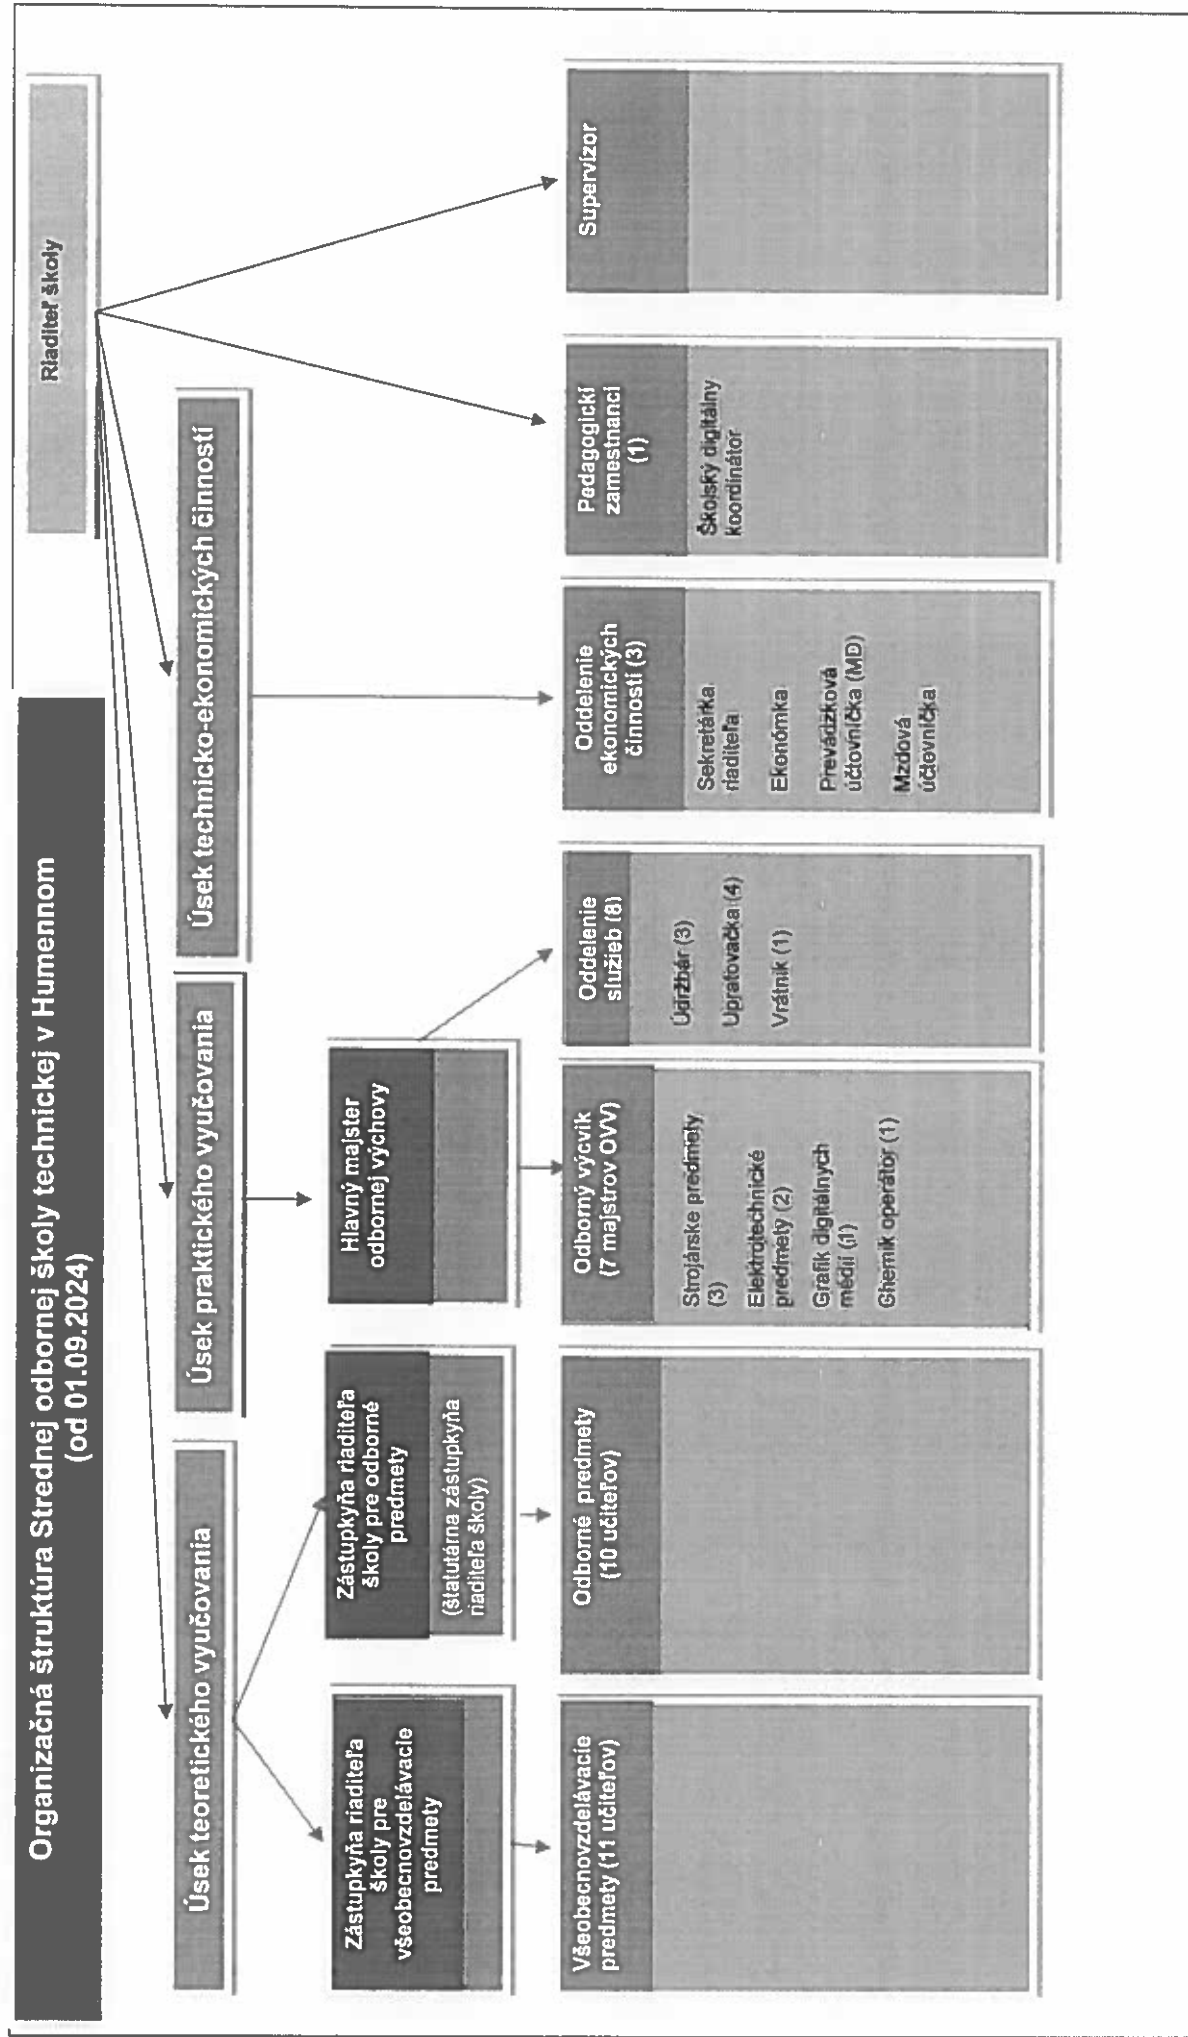 Organizačná štruktúra Strednej odbornej školy technickej v Humennom
(od 01.09.2024)
Riaditeľ školy
Úsek teoretického vyučovania
Úsek praktického vyučovania
Úsek technicko-ekonomických činností
Zástupkyňa riaditeľa
školy pre
všeobecnovzdelávacie
predmety
Zástupkyňa riaditeľa
školy pre odborné
predmety
(štatutárna zástupkyňa
riaditeľa školy)
Hlavný majster
odbornej výchovy
Všeobecnovzdelávacie
predmety (11 učiteľov)
Odborné predmety
(10 učiteľov)
Odborný výcvik
(7 majstrov OVV)
Strojárske predmety
(3)
Elektrotechnické
predmety (2)
Grafik digitálnych
médií (1)
Chemik operátor (1)
Oddelenie
služieb (8)
Údržbár (3)
Upratovačka (4)
Vrátnik (1)
Oddelenie
ekonomických
činností (3)
Sekretárka
riaditeľa
Ekonómka
Prevádzková
účtovníčka (MD)
Mzdová
účtovníčka
Pedagogickí
zamestnanci
(1)
Školský digitálny
koordinátor
Supervízor